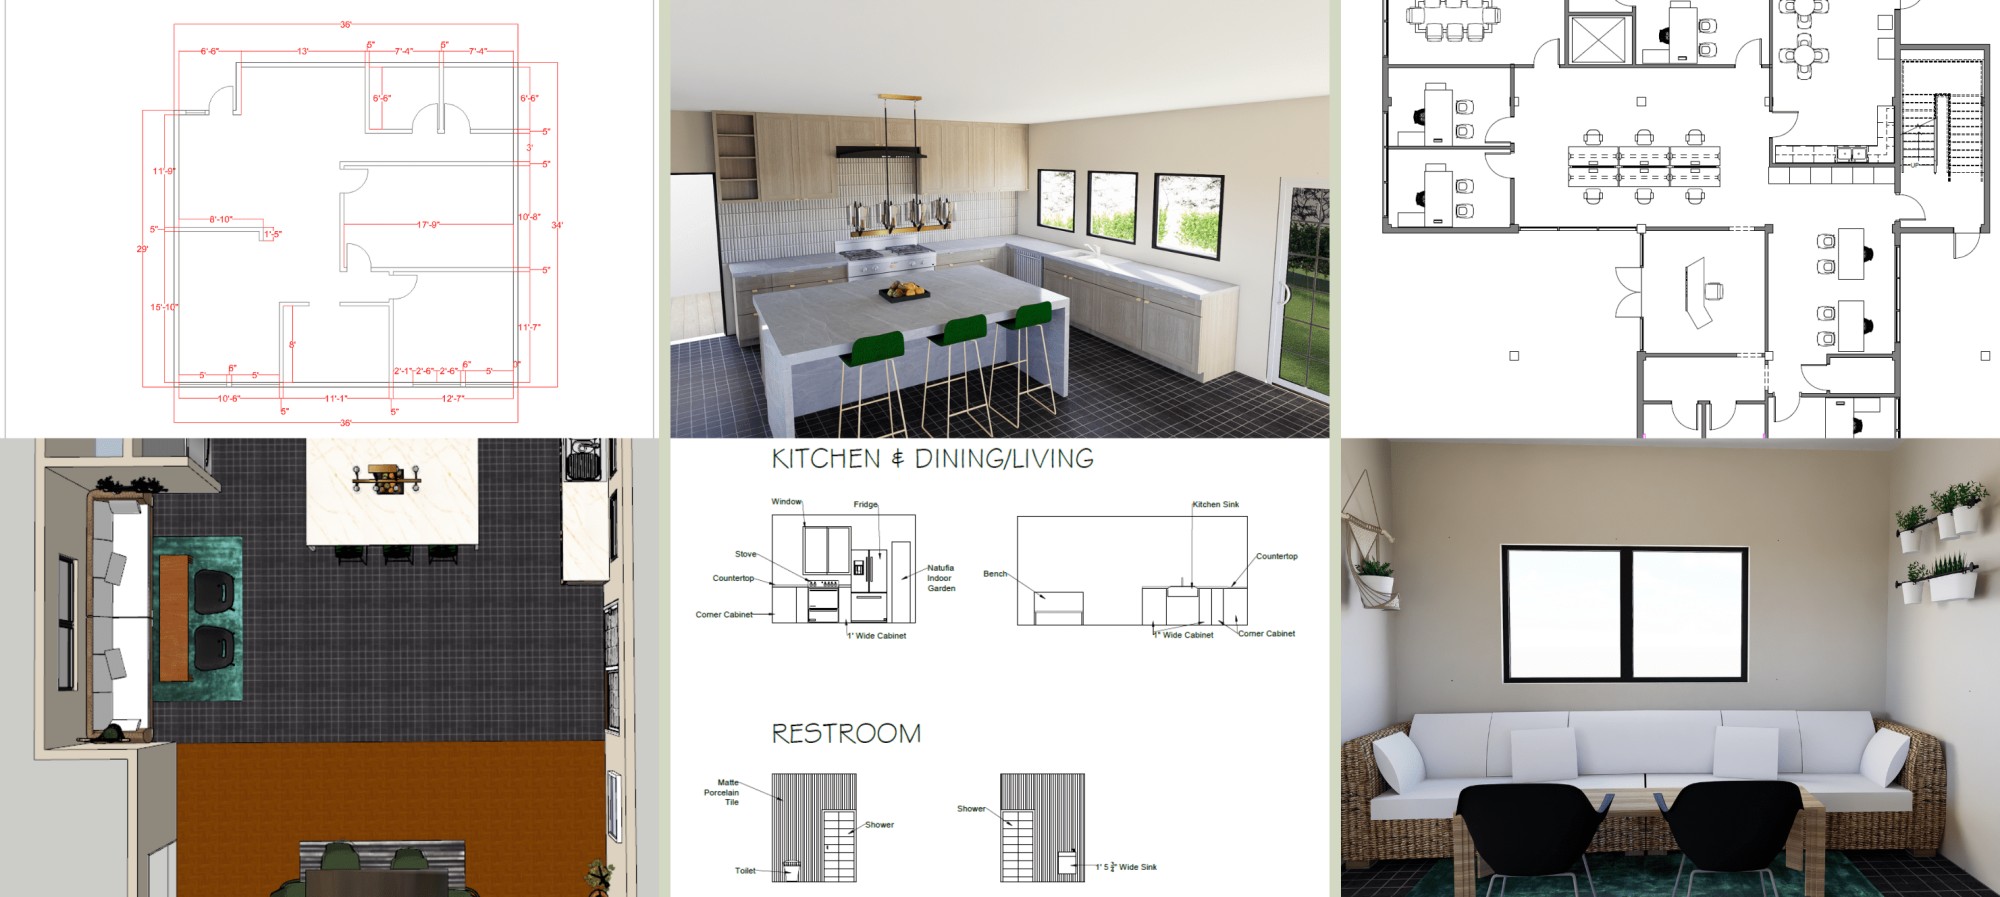 36'
6'-6"
13'
5"
7'-4"
5"
7'-4"
6'-6"
6'-6"
5"
3'
5"
11'-9"
8'-10"
5"
1'-5"
17'-9"
10'-8"
34'
29'
5"
15'-10"
11'-7"
8'
5'
6"
5'
2'-1"
2'-6"
2'-6"
6"
5'
10'-6"
11'-1"
12'-7"
5"
5"
36'
KITCHEN & DINING/LIVING
Window
Fridge
Stove
Countertop
Natufia
Indoor
Garden
Corner Cabinet
1' Wide Cabinet
Kitchen Sink
Countertop
Bench
1" Wide Cabinet
Corner Cabinet
RESTROOM
Matte
Porcelain
Tile
Shower
Toilet
Shower
1' 5 3/4" Wide Sink